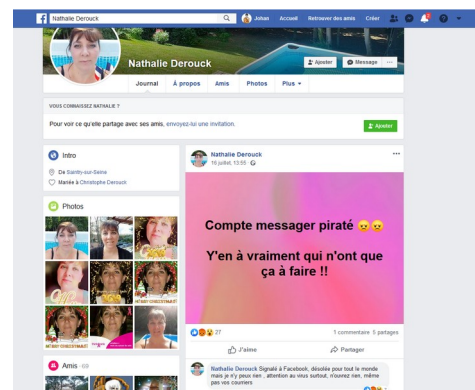 Nathalie Derouck
Johan Accueil Retrouver des amis Créer
Nathalie Derouck
Ajouter Message ...
Journal À propos Amis Photos Plus
VOUS CONNAISSEZ NATHALIE ?
Pour voir ce qu'elle partage avec ses amis, envoyez-lui une invitation.
Ajouter
Intro
De Saintry-sur-Seine
Mariée à Christophe Derouck
Photos
Amis
Nathalie Derouck
16 juillet, 13:55
Compte messager piraté 😠😠
Y'en à vraiment qui n'ont que
ça à faire !!
27
1 commentaire 5 partages
J'aime Partager
Nathalie Derouck Signalé à Facebook, désolée pour tout le monde
mais je n'y peux rien , attention au virus surtout, n'ouvrez rien, même
pas vos courriers